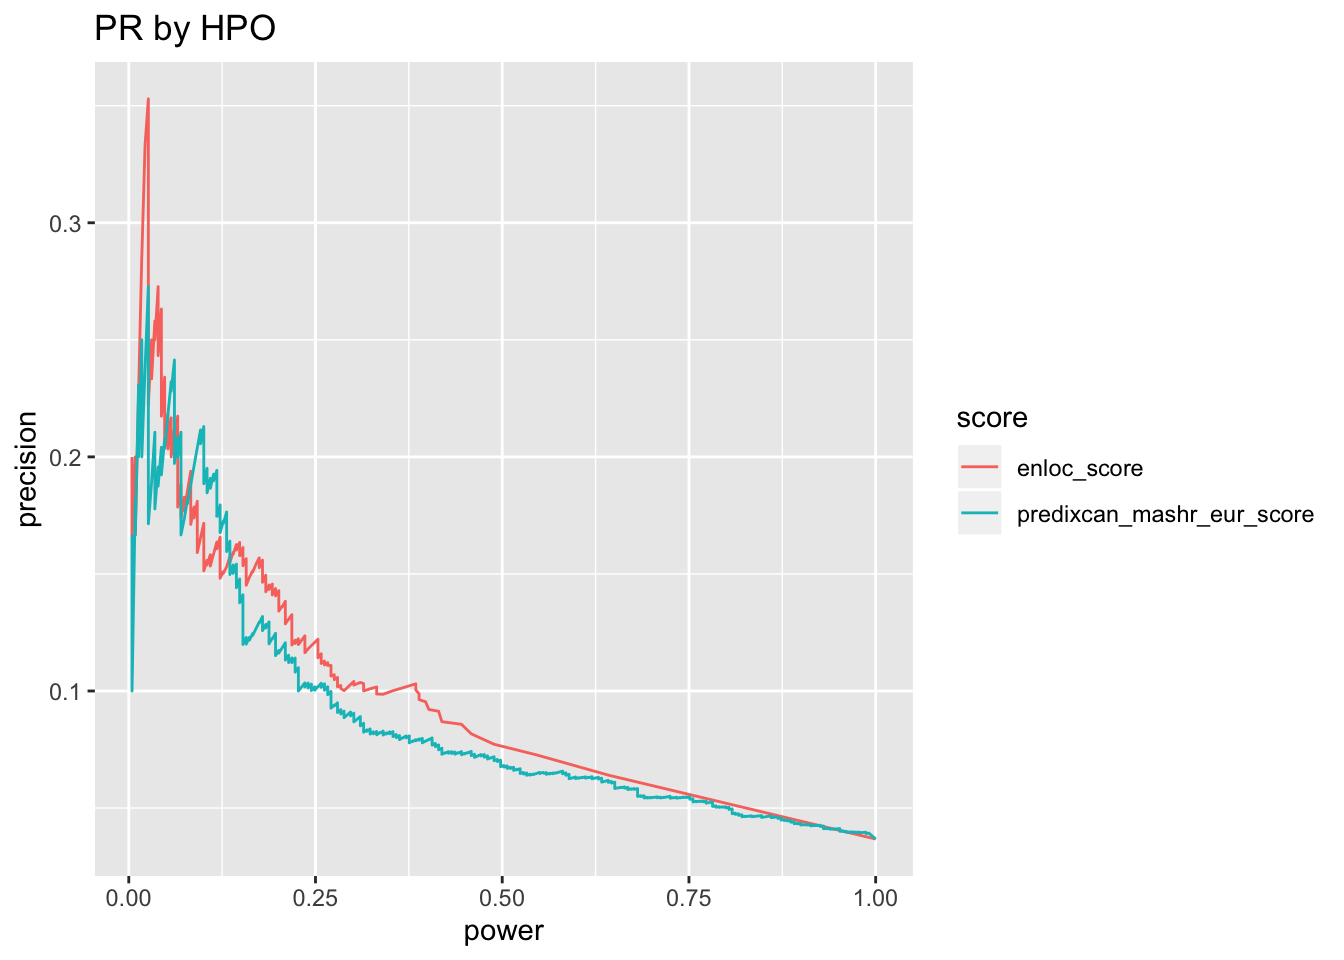 PR by HPO
0.3
0.2
0.1
precision
0.00
0.25
0.50
0.75
1.00
power
score
enloc_score
predixcan_mashr_eur_score